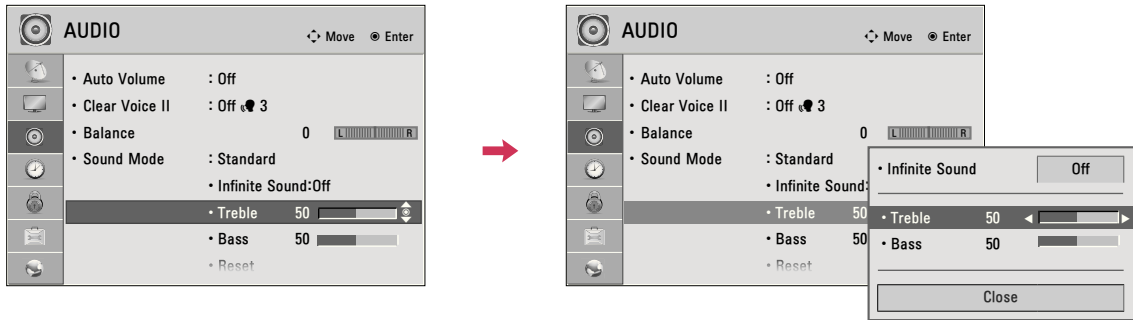 AUDIO
Move
Enter
• Auto Volume : Off
• Clear Voice II : Off 3
• Balance 0 L R
• Sound Mode : Standard
• Infinite Sound:Off
• Treble 50
• Bass 50
• Reset
AUDIO
Move
Enter
• Auto Volume : Off
• Clear Voice II : Off 3
• Balance 0 L R
• Sound Mode : Standard
• Infinite Sound:
• Treble 50
• Bass 50
• Reset
• Infinite Sound Off
• Treble 50
• Bass 50
Close